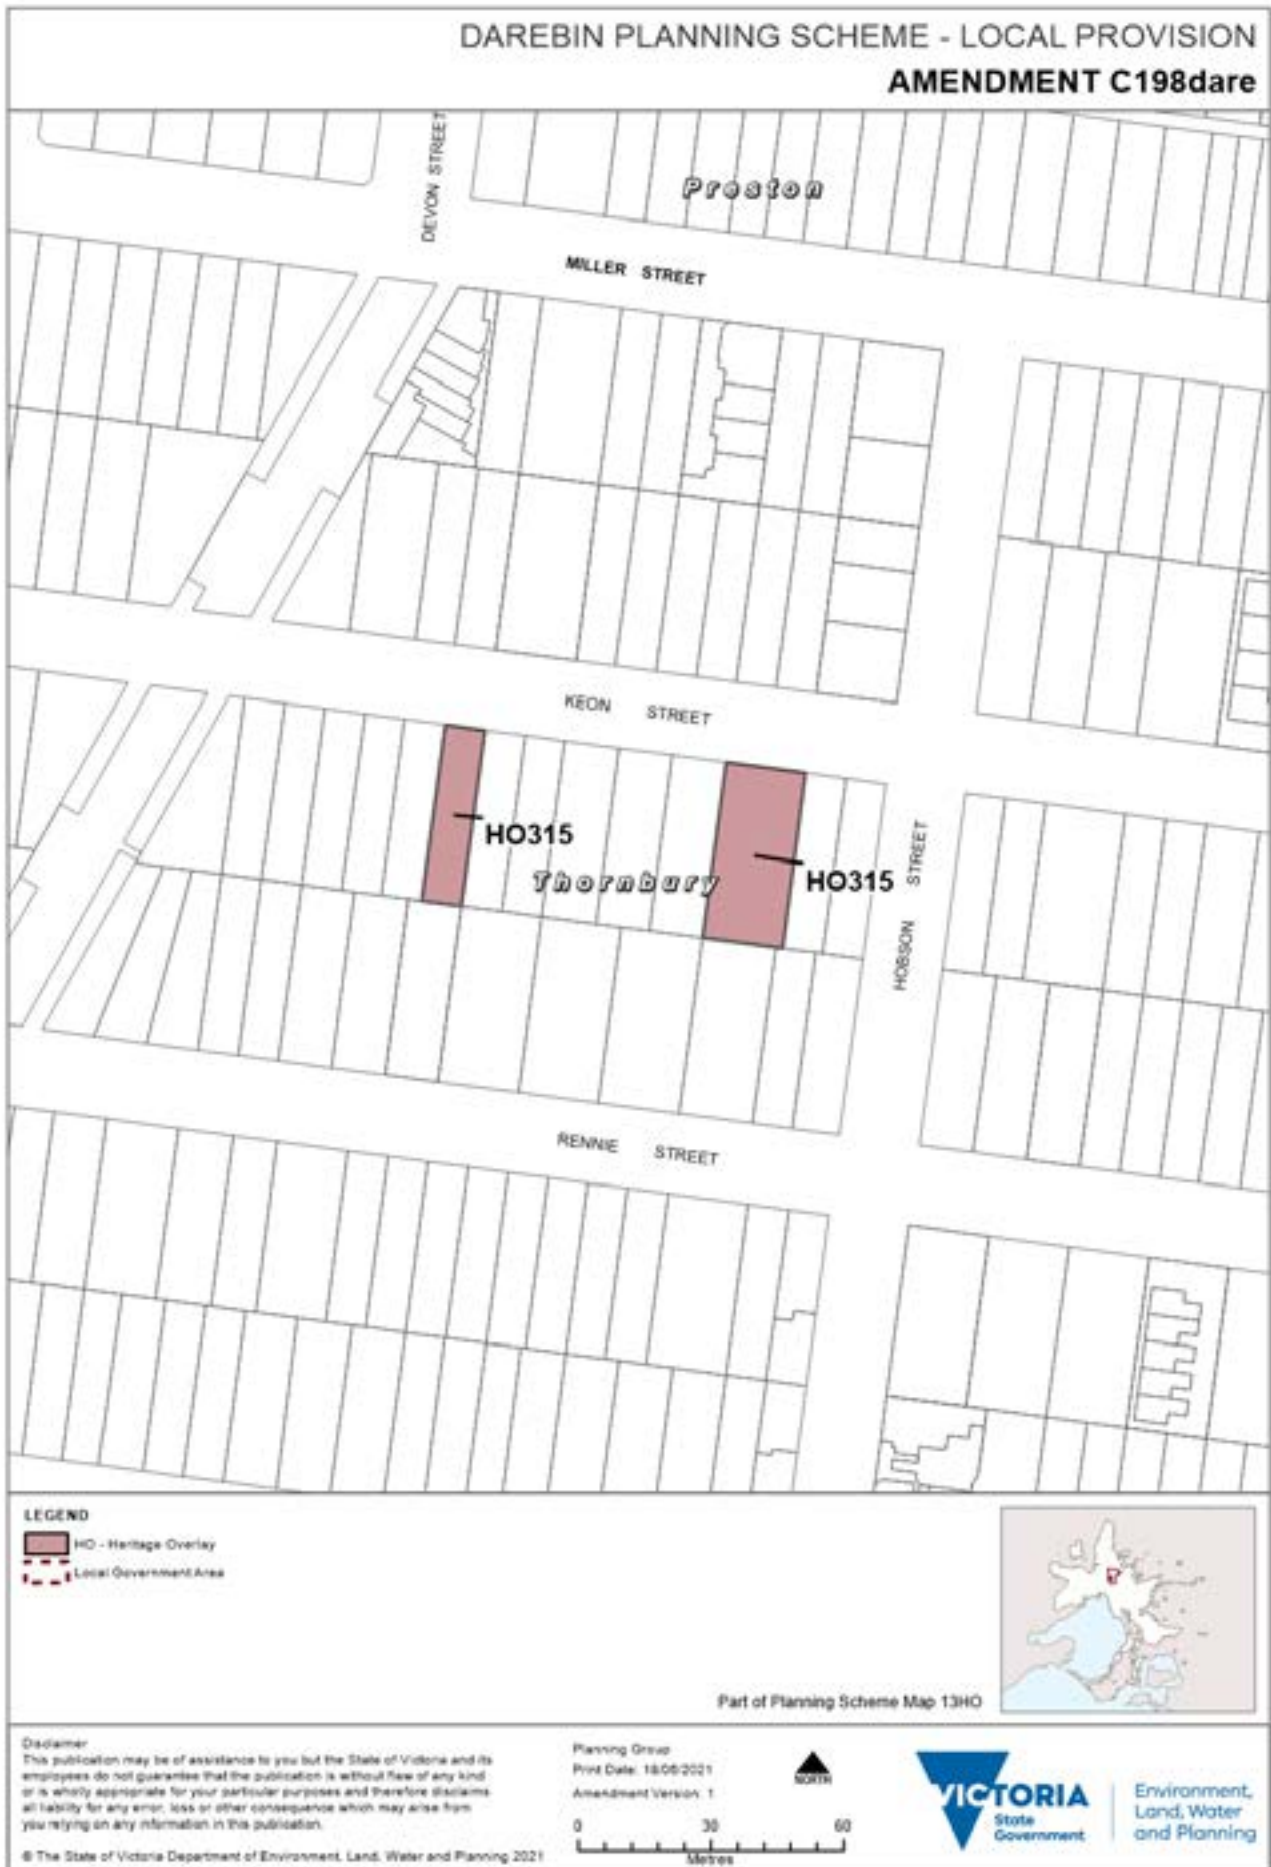 DAREBIN PLANNING SCHEME - LOCAL PROVISION
AMENDMENT C198dare
DEVON STREET
Preston
MILLER STREET
KEON STREET
HO315
Thornbury
HO315
HOBSON STREET
RENNIE STREET
LEGEND
HO - Heritage Overlay
Local Government Area
Part of Planning Scheme Map 13HO
Disclaimer
This publication may be of assistance to you but the State of Victoria and its
employees do not guarantee that the publication is without flaw of any kind
or is wholly appropriate for your particular purposes and therefore disclaims
all liability for any error, loss or other consequence which may arise from
you relying on any information in this publication.
© The State of Victoria Department of Environment, Land, Water and Planning 2021
Planning Group
Print Date:
Amendment Version: 1
NORTH
0 30 60
Metres
VICTORIA
State
Government
Environment,
Land, Water
and Planning